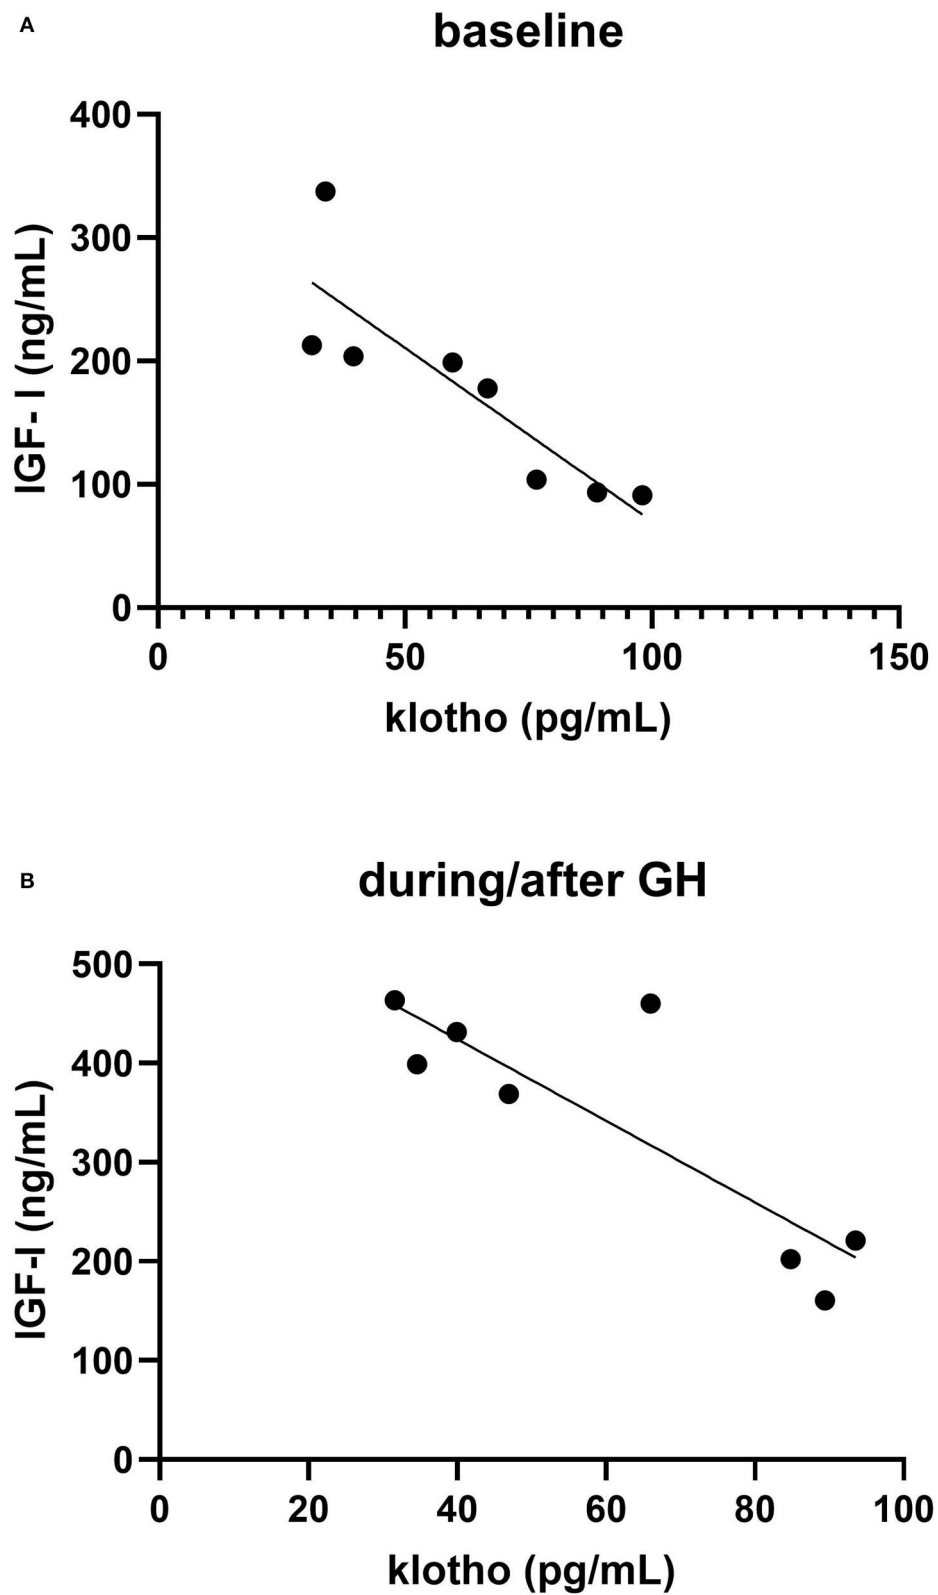 A
baseline
400
300
200
100
0
IGF- I (ng/mL)
0 50 100 150
klotho (pg/mL)
B
during/after GH
500
400
300
200
100
0
IGF-I (ng/mL)
0 20 40 60 80 100
klotho (pg/mL)